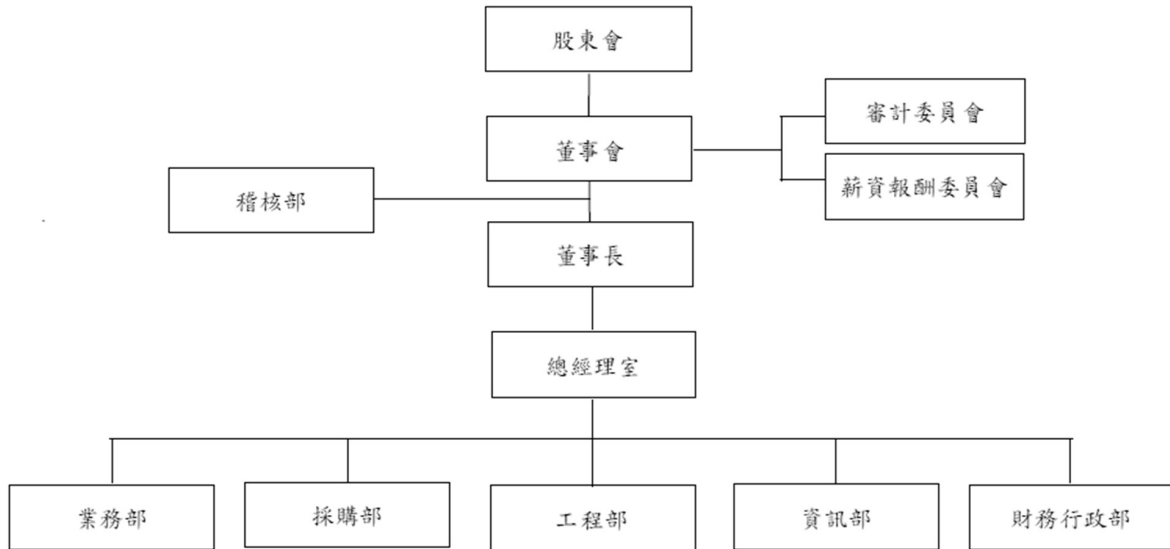 股東會
審計委員會
董事會
薪資報酬委員會
稽核部
董事長
總經理室
業務部
採購部
工程部
資訊部
財務行政部